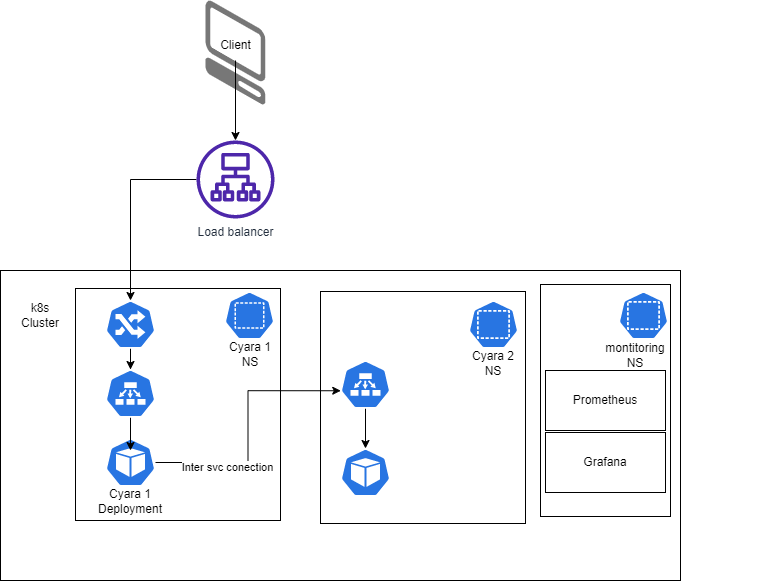 Client
Load balancer
k8s
Cluster
Cyara 1
NS
Cyara 2
NS
montitoring
NS
Prometheus
Grafana
Inter svc conection
Cyara 1
Deployment